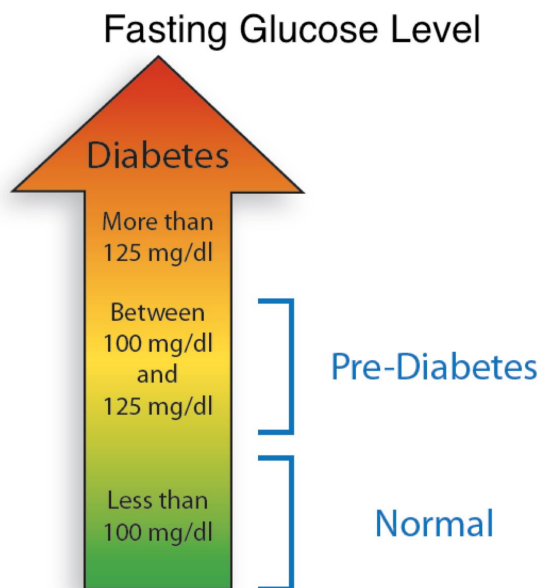 Fasting Glucose Level
Diabetes
More than
125 mg/dl
Between
100 mg/dl
and
125 mg/dl
Pre-Diabetes
Less than
100 mg/dl
Normal